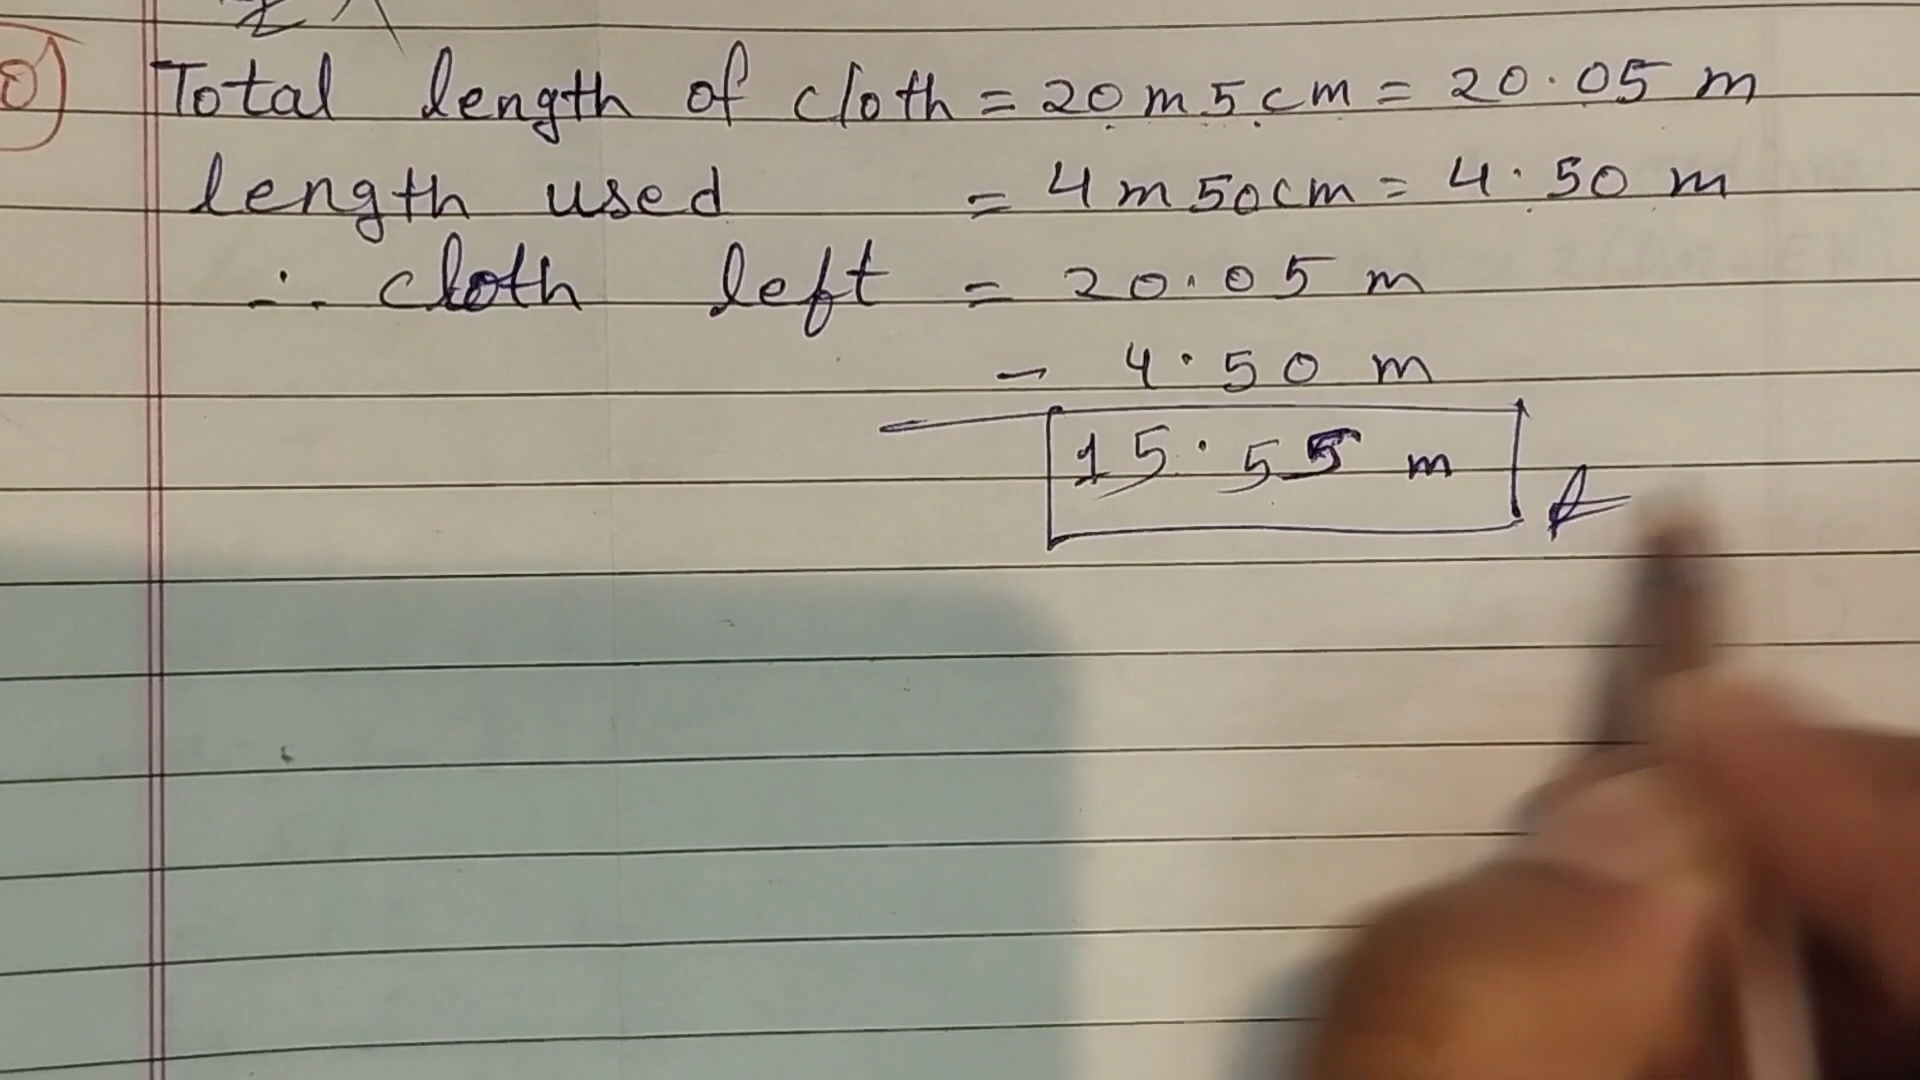 Total length of cloth = 20 m 5 cm = 20.05 m
length used = 4 m 50 cm = 4.50 m
∴ cloth left = 20.05 m
- 4.50 m
15.55 m